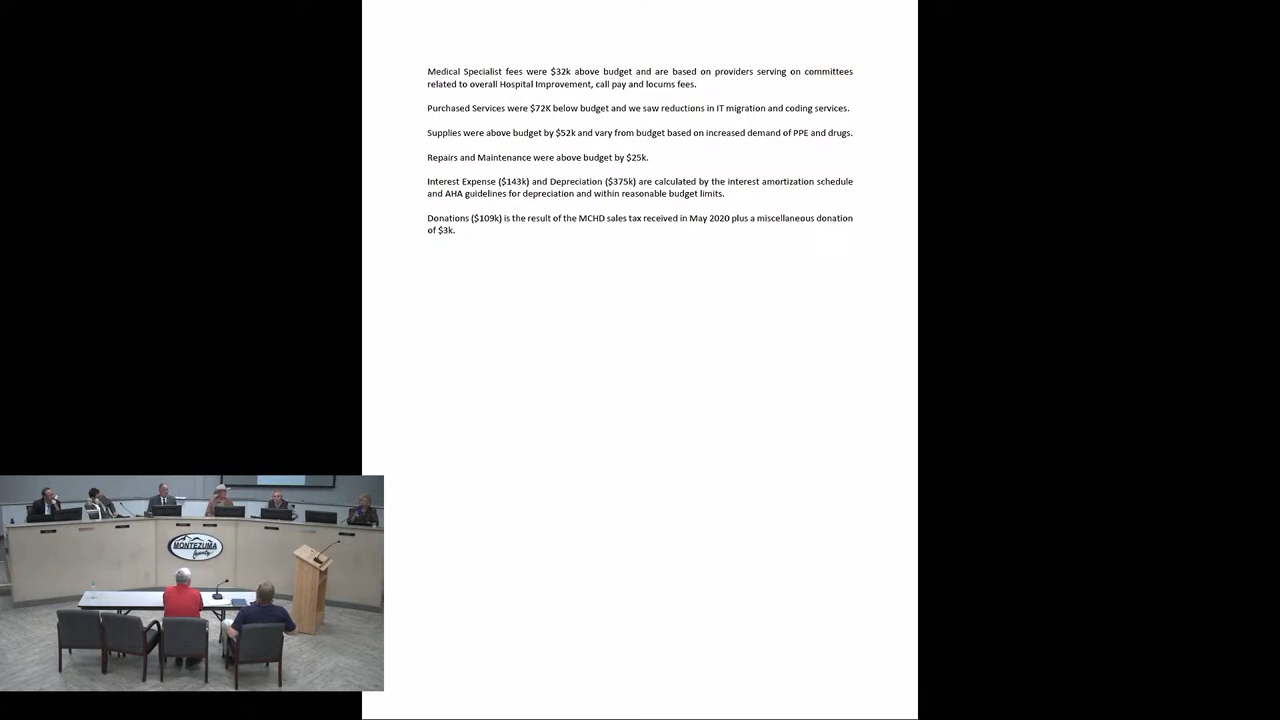 Medical Specialist fees were $32k above budget and are based on providers serving on committees
related to overall Hospital Improvement, call pay and locums fees.
Purchased Services were $72K below budget and we saw reductions in IT migration and coding services.
Supplies were above budget by $52k and vary from budget based on increased demand of PPE and drugs.
Repairs and Maintenance were above budget by $25k.
Interest Expense ($143k) and Depreciation ($375k) are calculated by the interest amortization schedule
and AHA guidelines for depreciation and within reasonable budget limits.
Donations ($109k) is the result of the MCHD sales tax received in May 2020 plus a miscellaneous donation
of $3k.
MONTEZUMA
County